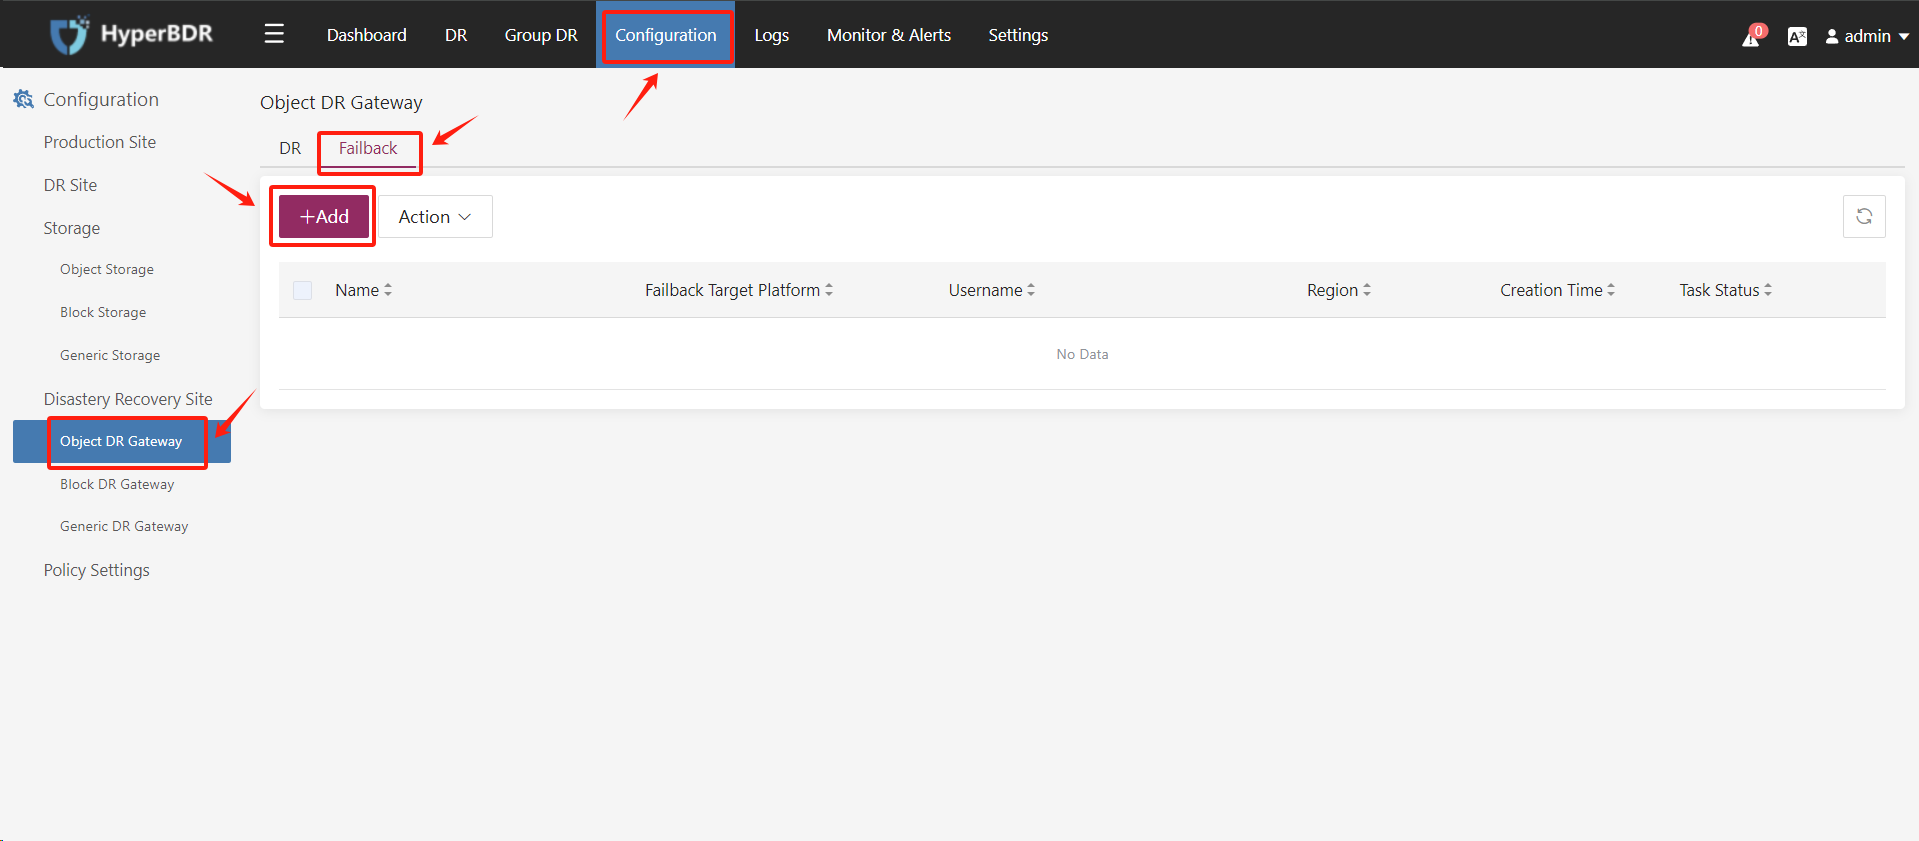 HyperBDR
Dashboard DR Group DR Configuration Logs Monitor & Alerts Settings 0 A admin
Configuration
Production Site
DR Site
Storage
Object Storage
Block Storage
Generic Storage
Disastery Recovery Site
Object DR Gateway
Block DR Gateway
Generic DR Gateway
Policy Settings
Object DR Gateway
DR Failback
+Add Action
Name Failback Target Platform Username Region Creation Time Task Status
No Data